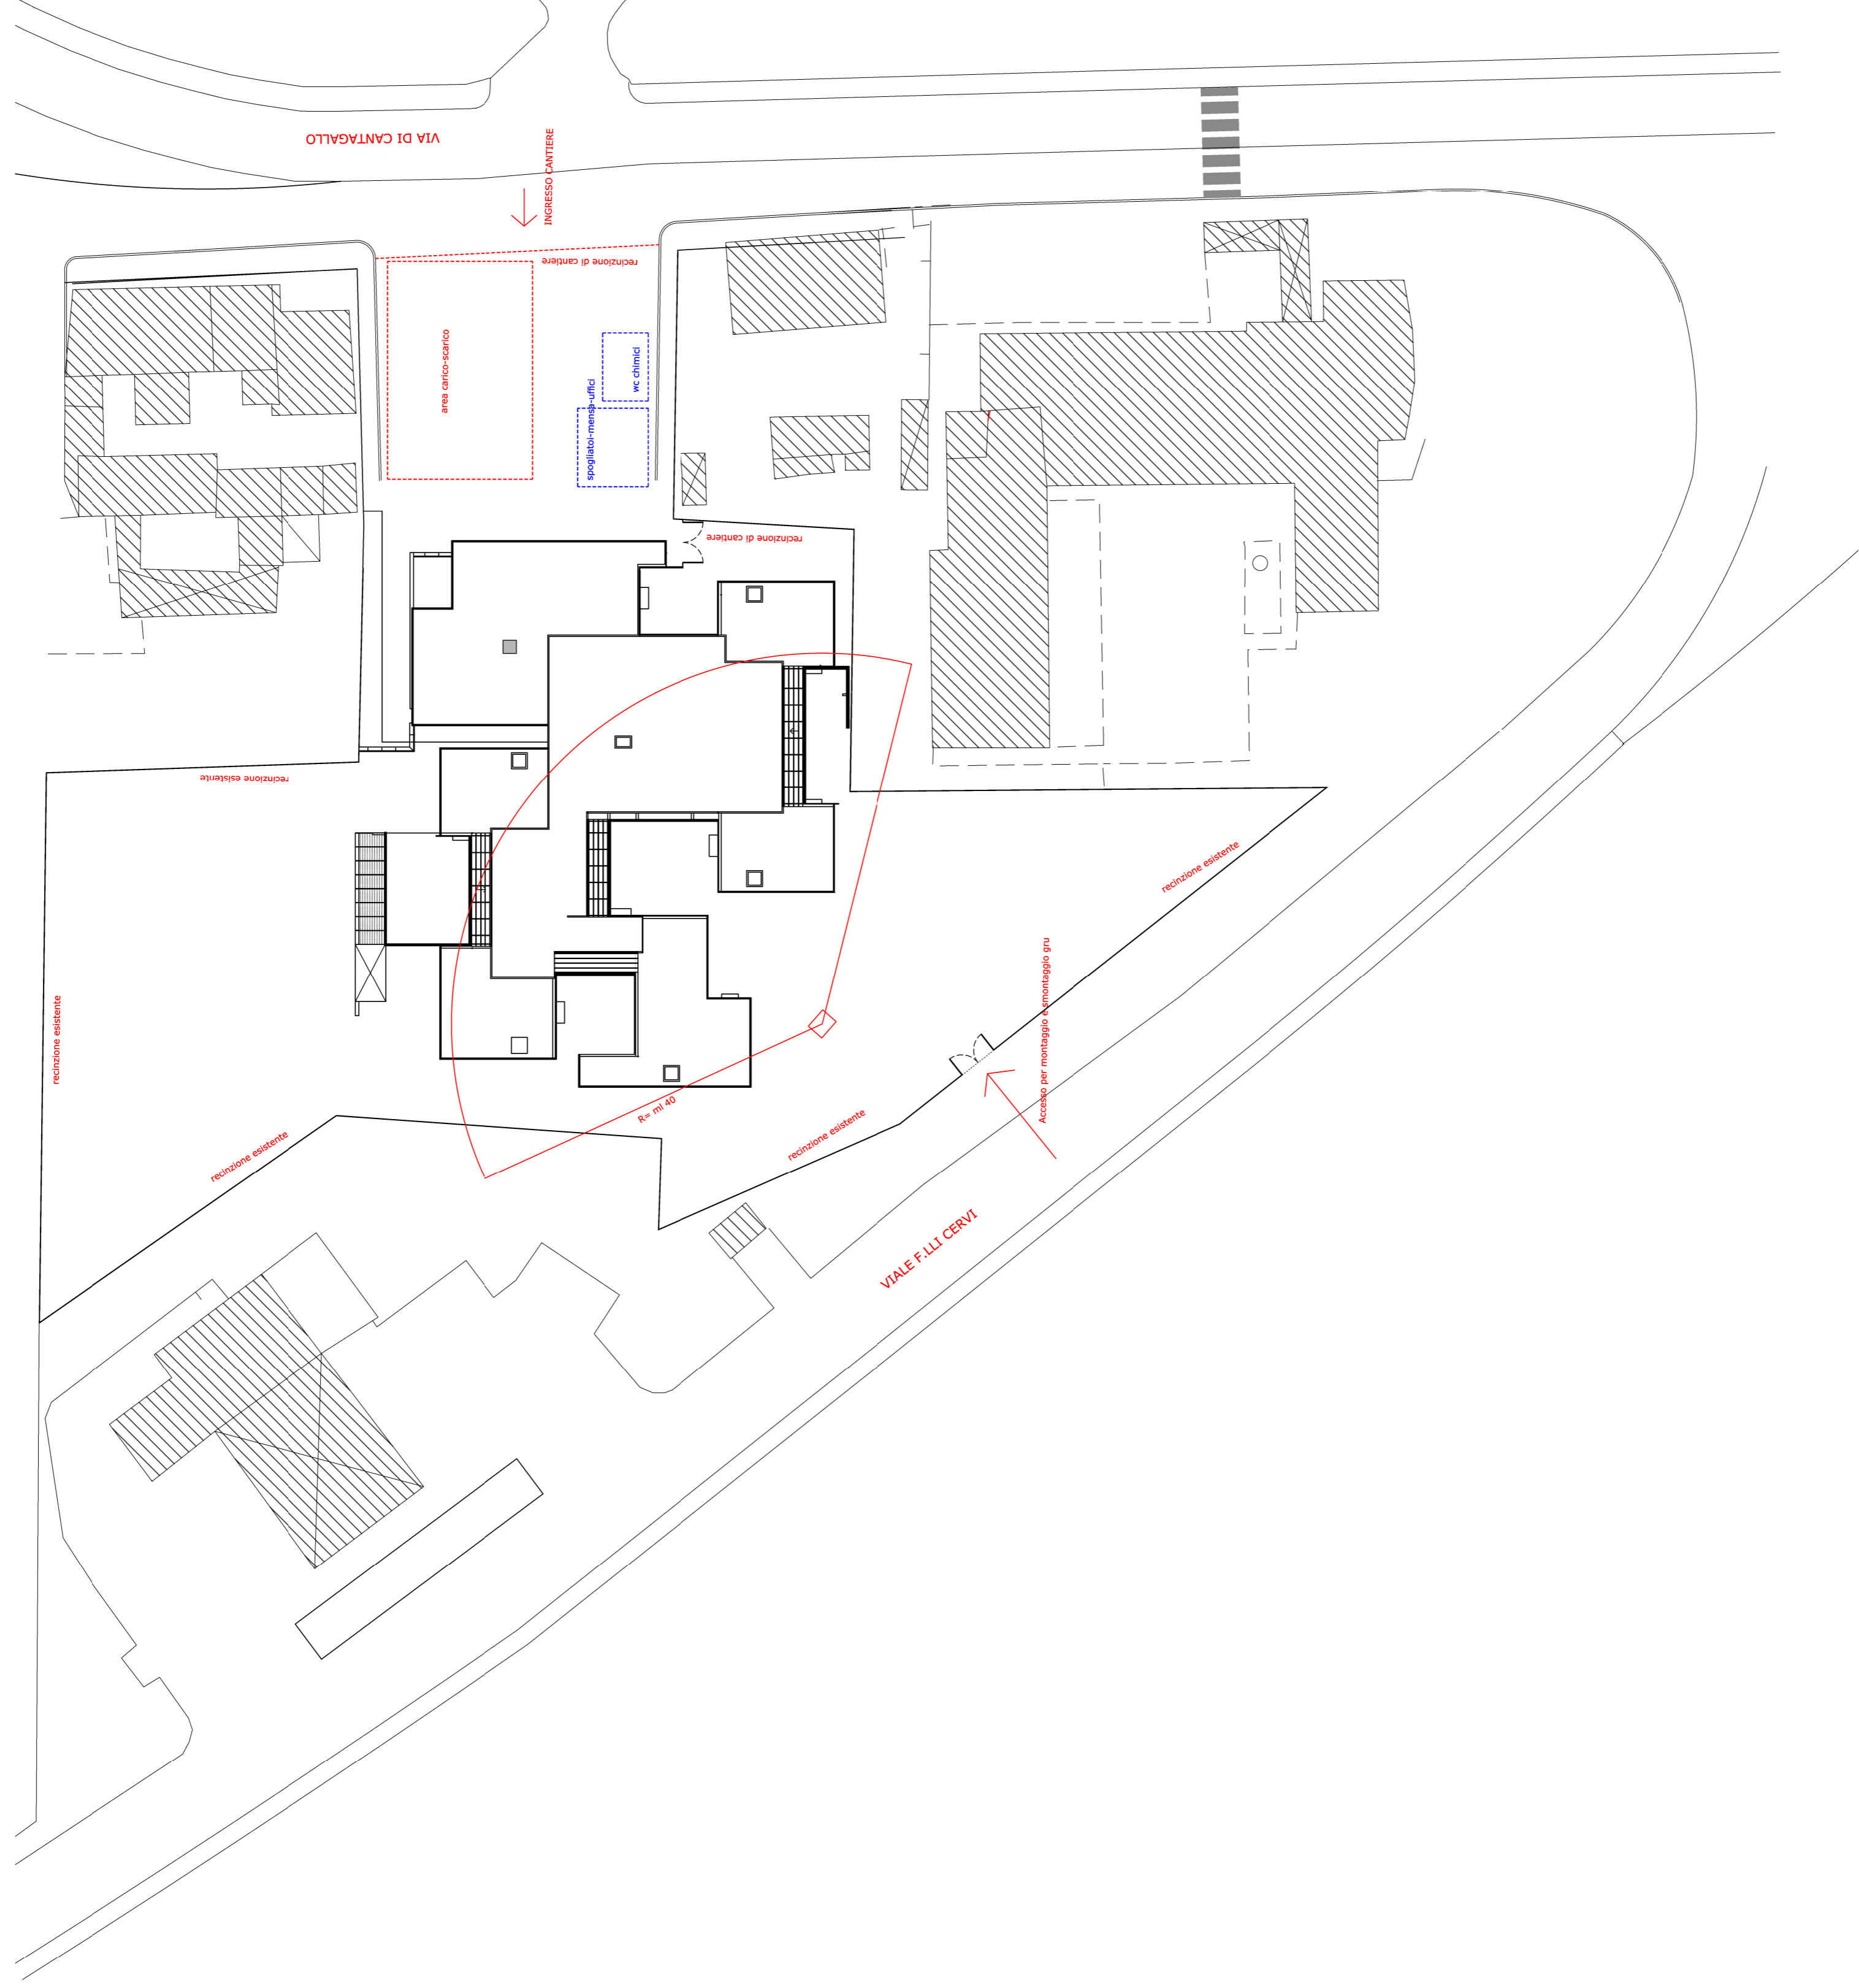 VIA DI CANTAGALLO
INGRESSO CANTIERE
recinzione di cantiere
area carico-scarico
wc chimici
spogliatoi-mensa-uffici
recinzione di cantiere
recinzione esistente
recinzione esistente
recinzione esistente
Accesso per montaggio e smontaggio gru
R= ml 40
recinzione esistente
recinzione esistente
VIALE F.LLI CERVI